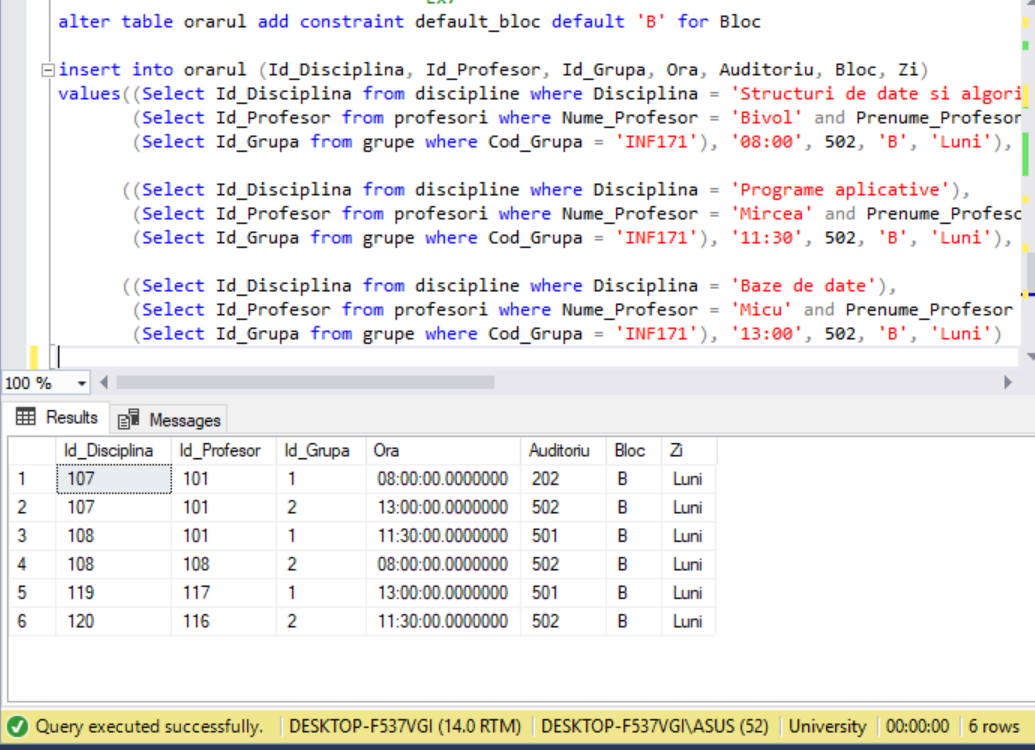 alter table orarul add constraint default_bloc default 'B' for Bloc
insert into orarul (Id_Disciplina, Id_Profesor, Id_Grupa, Ora, Auditoriu, Bloc, Zi)
values((Select Id_Disciplina from discipline where Disciplina = 'Structuri de date si algori
(Select Id_Profesor from profesori where Nume_Profesor = 'Bivol' and Prenume_Profesor
(Select Id_Grupa from grupe where Cod_Grupa = 'INF171'), '08:00', 502, 'B', 'Luni'),
((Select Id_Disciplina from discipline where Disciplina = 'Programe aplicative'),
(Select Id_Profesor from profesori where Nume_Profesor = 'Mircea' and Prenume_Profesc
(Select Id_Grupa from grupe where Cod_Grupa = 'INF171'), '11:30', 502, 'B', 'Luni'),
((Select Id_Disciplina from discipline where Disciplina = 'Baze de date'),
(Select Id_Profesor from profesori where Nume_Profesor = 'Micu' and Prenume_Profesor
(Select Id_Grupa from grupe where Cod_Grupa = 'INF171'), '13:00', 502, 'B', 'Luni')
100 %
Results Messages
Id_Disciplina Id_Profesor Id_Grupa Ora Auditoriu Bloc Zi
1 107 101 1 08:00:00.0000000 202 B Luni
2 107 101 2 13:00:00.0000000 502 B Luni
3 108 101 1 11:30:00.0000000 501 B Luni
4 108 108 2 08:00:00.0000000 502 B Luni
5 119 117 1 13:00:00.0000000 501 B Luni
6 120 116 2 11:30:00.0000000 502 B Luni
Query executed successfully. DESKTOP-F537VGI (14.0 RTM) DESKTOP-F537VGI\ASUS (52) University 00:00:00 6 rows